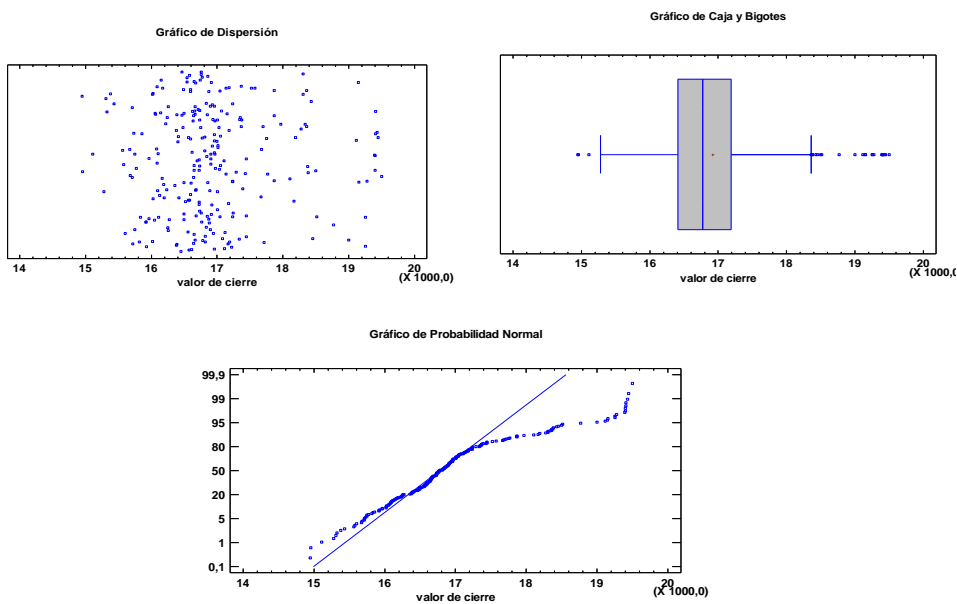 Gráfico de Dispersión
14 15 16 17 18 19 20
(X 1000,0)
valor de cierre
Gráfico de Caja y Bigotes
14 15 16 17 18 19 20
(X 1000,0
valor de cierre
Gráfico de Probabilidad Normal
99,9
99
95
80
50
20
5
1
0,1
14 15 16 17 18 19 20
(X 1000,0)
valor de cierre